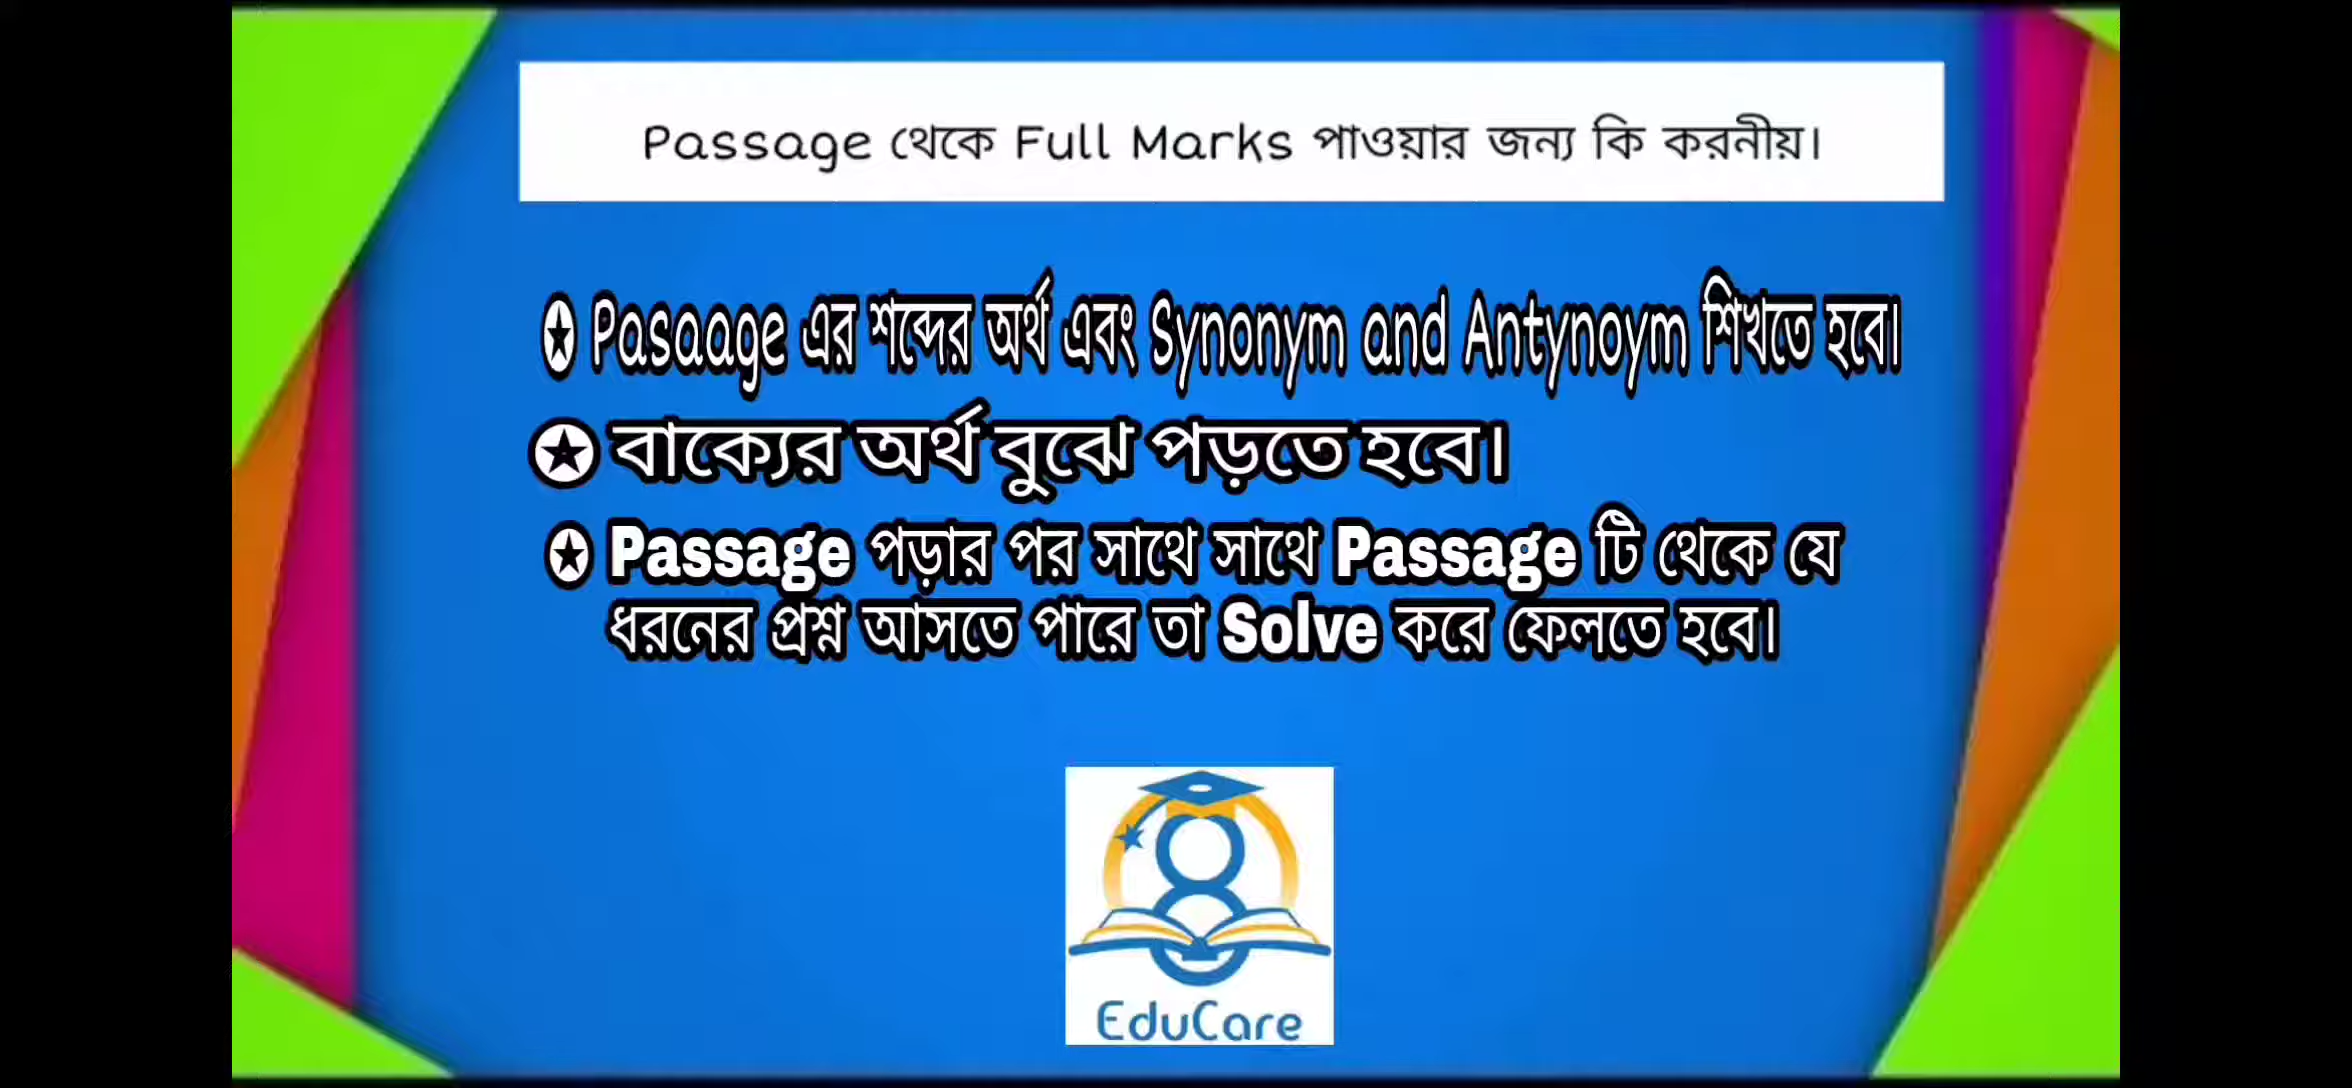 Passage থেকে Full Marks পাওয়ার জন্য কি করনীয়।
✪ Pasaage এর শব্দের অর্থ এবং Synonym and Antynoym শিখতে হবে।
✪ বাক্যের অর্থ বুঝে পড়তে হবে।
✪ Passage পড়ার পর সাথে সাথে Passage টি থেকে যে
ধরনের প্রশ্ন আসতে পারে তা Solve করে ফেলতে হবে।
EduCare